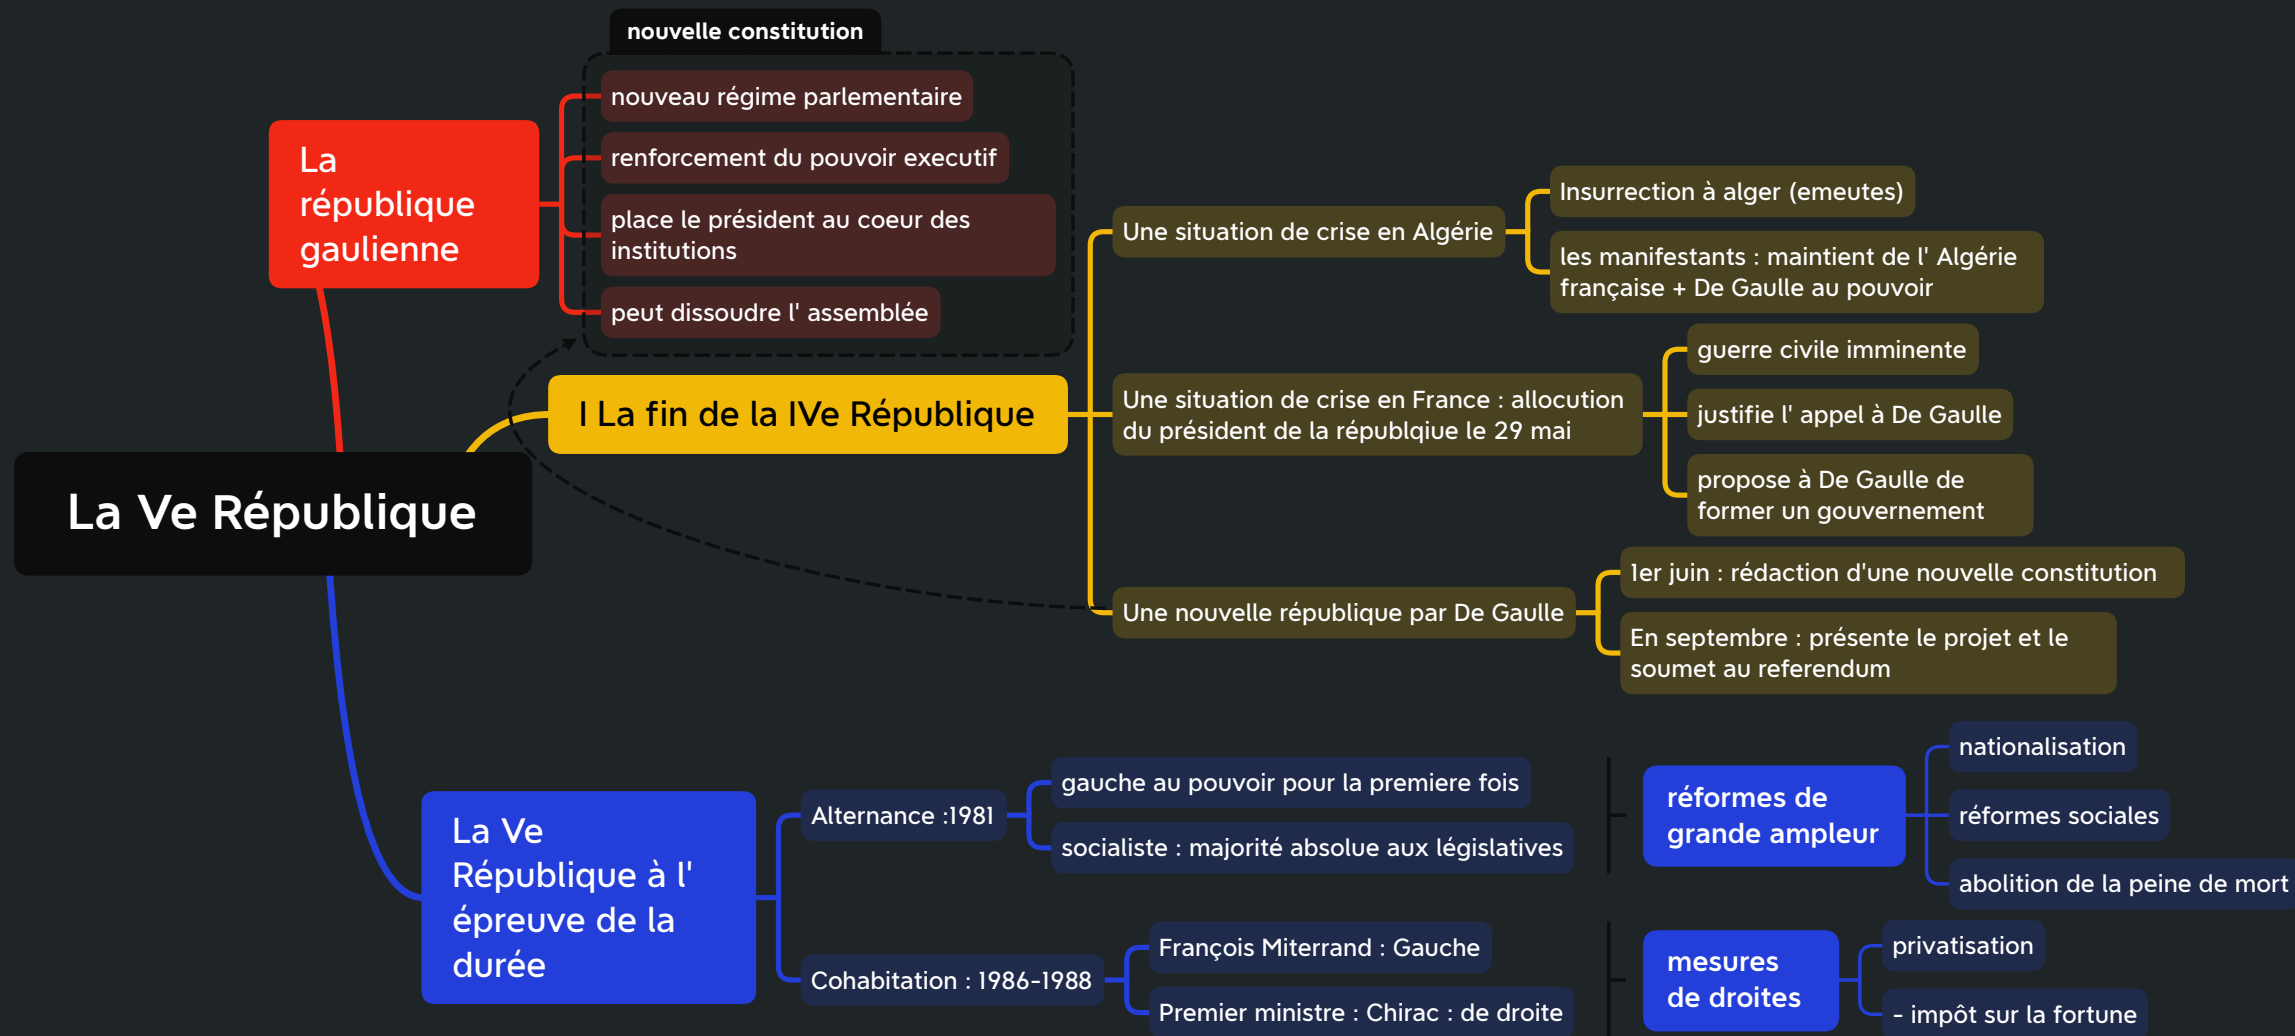 nouvelle constitution
nouveau régime parlementaire
renforcement du pouvoir executif
place le président au coeur des
institutions
peut dissoudre l' assemblée
La
république
gaulienne
La Ve République
I La fin de la IVe République
Une situation de crise en Algérie
Insurrection à alger (emeutes)
les manifestants : maintient de l' Algérie
française + De Gaulle au pouvoir
Une situation de crise en France : allocution
du président de la républqiue le 29 mai
guerre civile imminente
justifie l' appel à De Gaulle
propose à De Gaulle de
former un gouvernement
Une nouvelle république par De Gaulle
1er juin : rédaction d'une nouvelle constitution
En septembre : présente le projet et le
soumet au referendum
La Ve
République à l'
épreuve de la
durée
Alternance :1981
gauche au pouvoir pour la premiere fois
socialiste : majorité absolue aux législatives
réformes de
grande ampleur
nationalisation
réformes sociales
abolition de la peine de mort
Cohabitation : 1986-1988
François Miterrand : Gauche
Premier ministre : Chirac : de droite
mesures
de droites
privatisation
- impôt sur la fortune